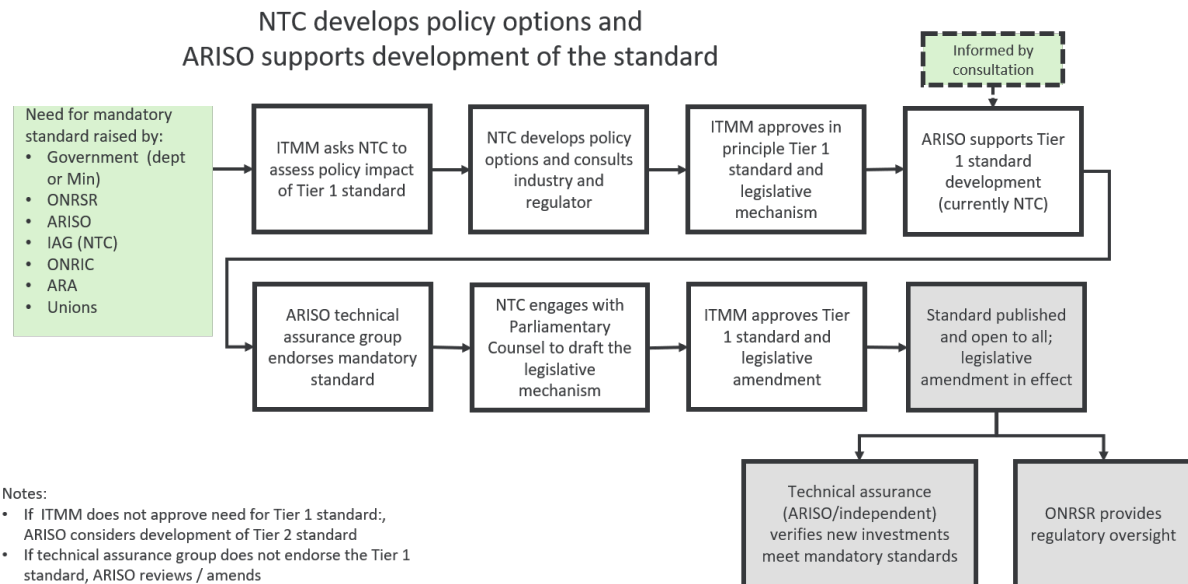 NTC develops policy options and
ARISO supports development of the standard
Informed by
consultation
Need for mandatory
standard raised by:
• Government (dept
or Min)
• ONRSR
• ARISO
• IAG (NTC)
• ONRIC
• ARA
• Unions
ITMM asks NTC to
assess policy impact
of Tier 1 standard
NTC develops policy
options and consults
industry and
regulator
ITMM approves in
principle Tier 1
standard and
legislative
mechanism
ARISO supports Tier
1 standard
development
(currently NTC)
ARISO technical
assurance group
endorses mandatory
standard
NTC engages with
Parliamentary
Counsel to draft the
legislative
mechanism
ITMM approves Tier
1 standard and
legislative
amendment
Standard published
and open to all;
legislative
amendment in effect
Technical assurance
(ARISO/independent)
verifies new investments
meet mandatory standards
ONRSR provides
regulatory oversight
Notes:
• If ITMM does not approve need for Tier 1 standard:,
ARISO considers development of Tier 2 standard
• If technical assurance group does not endorse the Tier 1
standard, ARISO reviews / amends